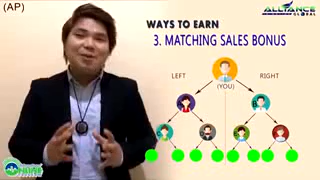 (AP)
WAYS TO EARN
ALLIANCE
GLOBAL
3. MATCHING SALES BONUS
LEFT
RIGHT
(YOU)